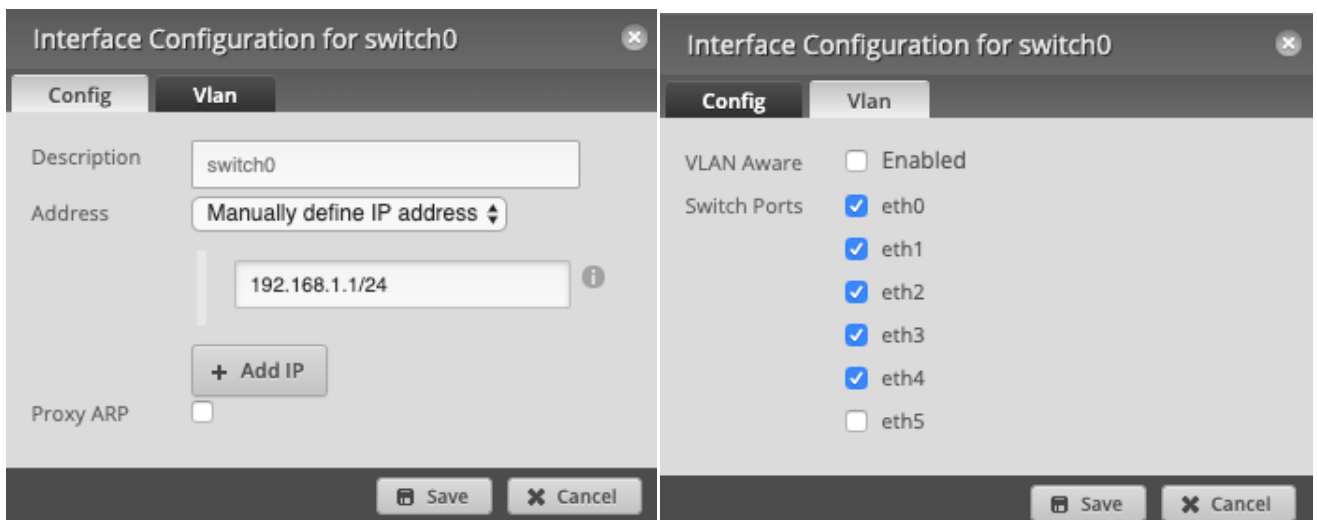 Interface Configuration for switch0
Config Vlan
Description switch0
Address Manually define IP address
192.168.1.1/24
+ Add IP
Proxy ARP
Save Cancel
Interface Configuration for switch0
Config Vlan
VLAN Aware Enabled
Switch Ports eth0
eth1
eth2
eth3
eth4
eth5
Save Cancel